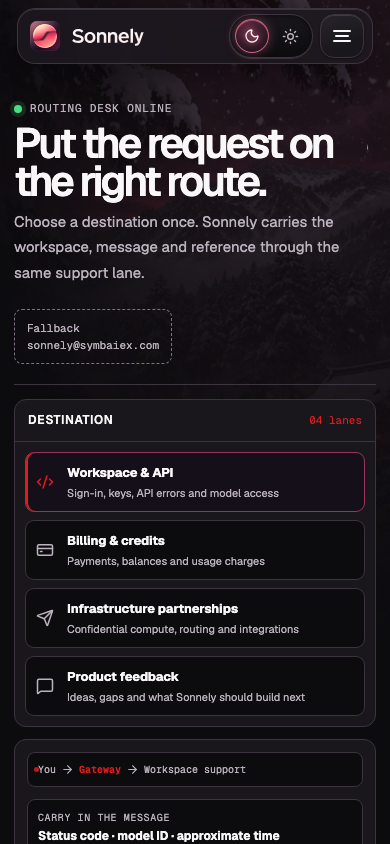 Sonnely
ROUTING DESK ONLINE
Put the request on
the right route.
Choose a destination once. Sonnely carries the
workspace, message and reference through the
same support lane.
Fallback
sonnely@symbaiex.com
DESTINATION
04 lanes
Workspace & API
Sign-in, keys, API errors and model access
Billing & credits
Payments, balances and usage charges
Infrastructure partnerships
Confidential compute, routing and integrations
Product feedback
Ideas, gaps and what Sonnely should build next
You → Gateway → Workspace support
CARRY IN THE MESSAGE
Status code · model ID · approximate time